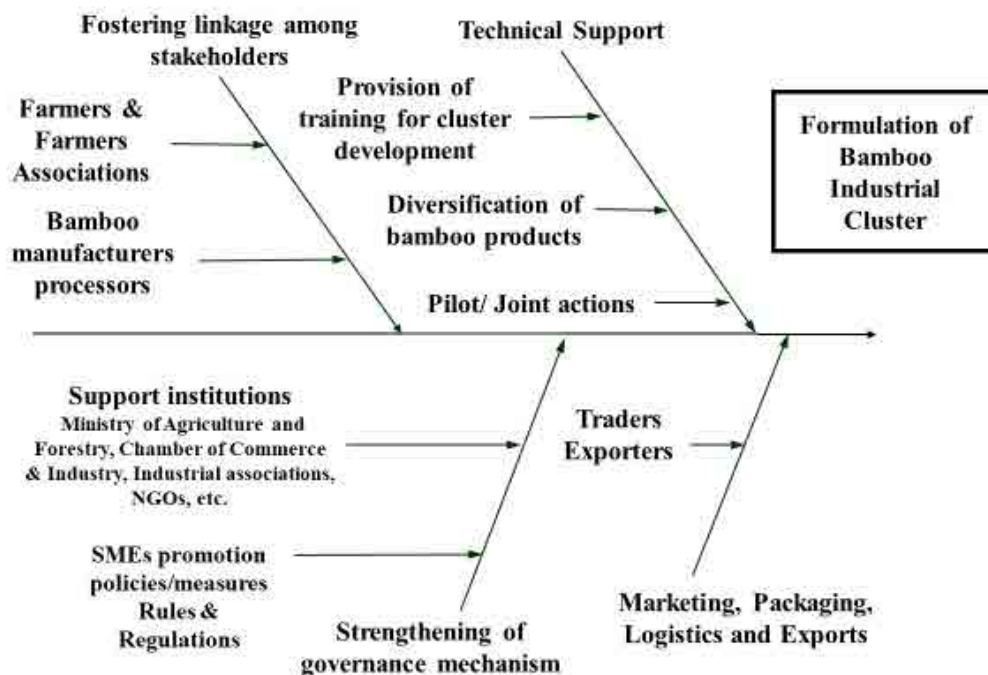 Fostering linkage among
stakeholders
Technical Support
Farmers &
Farmers
Associations
Provision of
training for cluster
development
Formulation of
Bamboo
Industrial
Cluster
Bamboo
manufacturers
processors
Diversification of
bamboo products
Pilot/ Joint actions
Support institutions
Ministry of Agriculture and
Forestry, Chamber of Commerce
& Industry, Industrial associations,
NGOs, etc.
Traders
Exporters
SMEs promotion
policies/measures
Rules &
Regulations
Strengthening of
governance mechanism
Marketing, Packaging,
Logistics and Exports